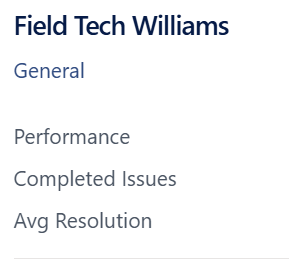 Field Tech Williams
General
Performance
Completed Issues
Avg Resolution